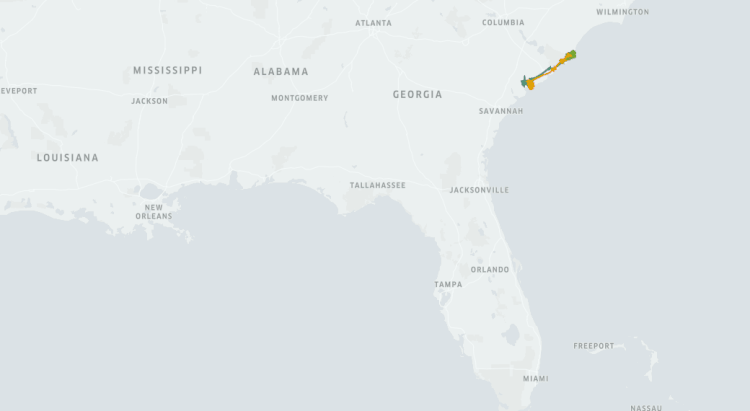 WILMINGTON
ATLANTA
COLUMBIA
MISSISSIPPI
ALABAMA
EVEPORT
GEORGIA
JACKSON
MONTGOMERY
SAVANNAH
LOUISIANA
TALLAHASSEE
JACKSONVILLE
NEW
ORLEANS
ORLANDO
TAMPA
FREEPORT
MIAMI
NASSAU